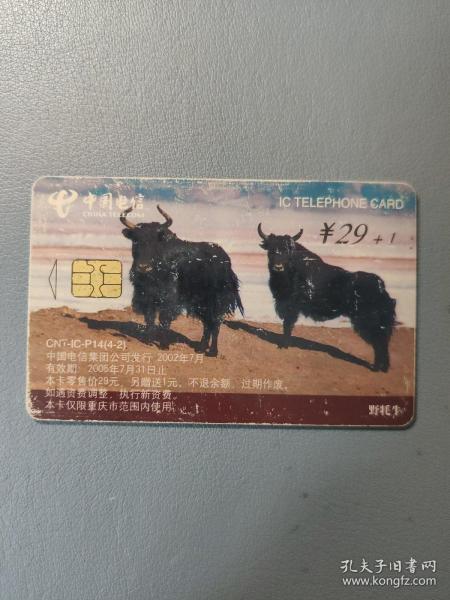 中国电信
CHINA TELECOM
IC TELEPHONE CARD
¥29+1
CNT-IC-P14(4-2)
中国电信集团公司发行 2002年7月
有效期 2005年7月31日止
本卡零售价29元，另赠送1元，不退余额，过期作废。
如遇资费调整，执行新资费。
本卡仅限重庆市范围内使用
野牦牛
孔夫子旧书网
www.kongfz.com